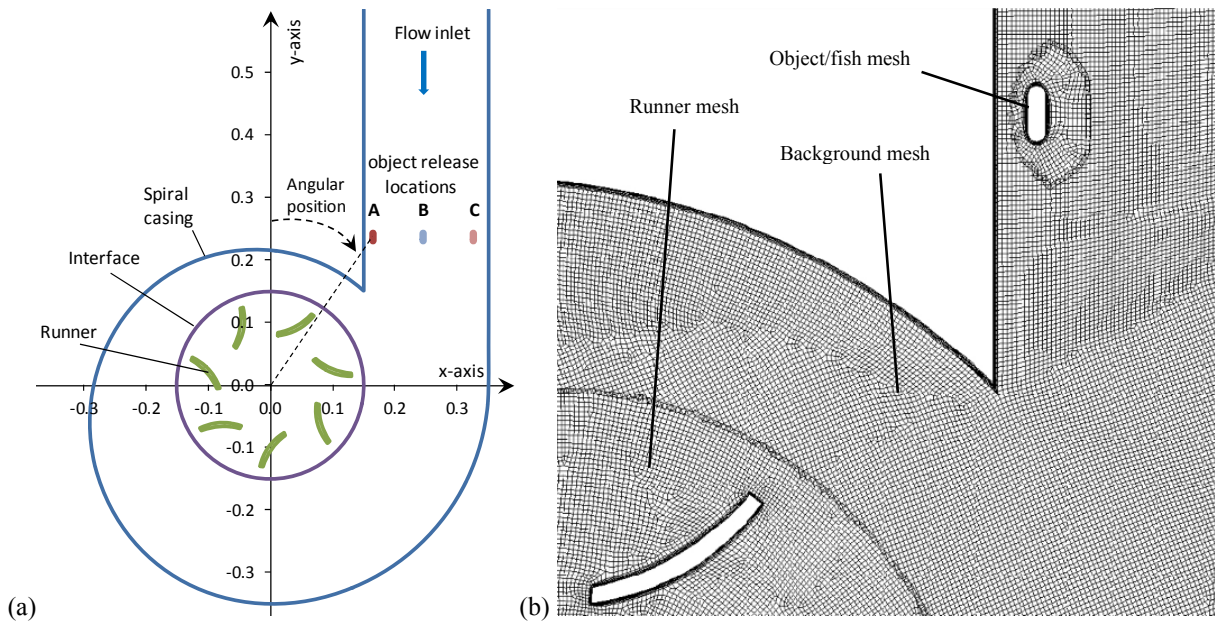 y-axis
Flow inlet
0.5
0.4
object release
locations
0.3
Angular
position
A B C
Spiral
casing
0.2
Interface
0.1
Runner
x-axis
0.0
-0.3 -0.2 -0.1 0.0 0.1 0.2 0.3
-0.1
-0.2
-0.3
(a)
Object/fish mesh
Runner mesh
Background mesh
(b)